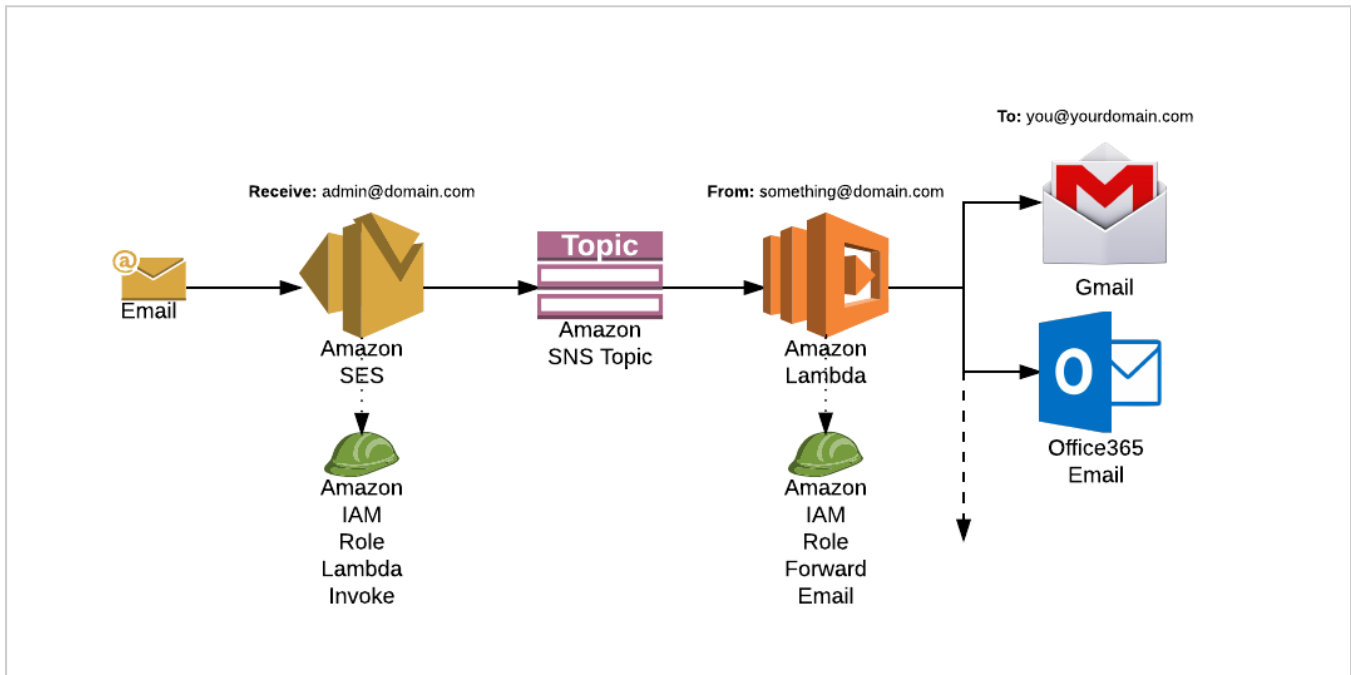 To: you@yourdomain.com
Receive: admin@domain.com
From: something@domain.com
@
Email
Topic
Amazon
SES
Amazon
SNS Topic
Amazon
Lambda
Gmail
O
Office365
Email
Amazon
IAM
Role
Lambda
Invoke
Amazon
IAM
Role
Forward
Email